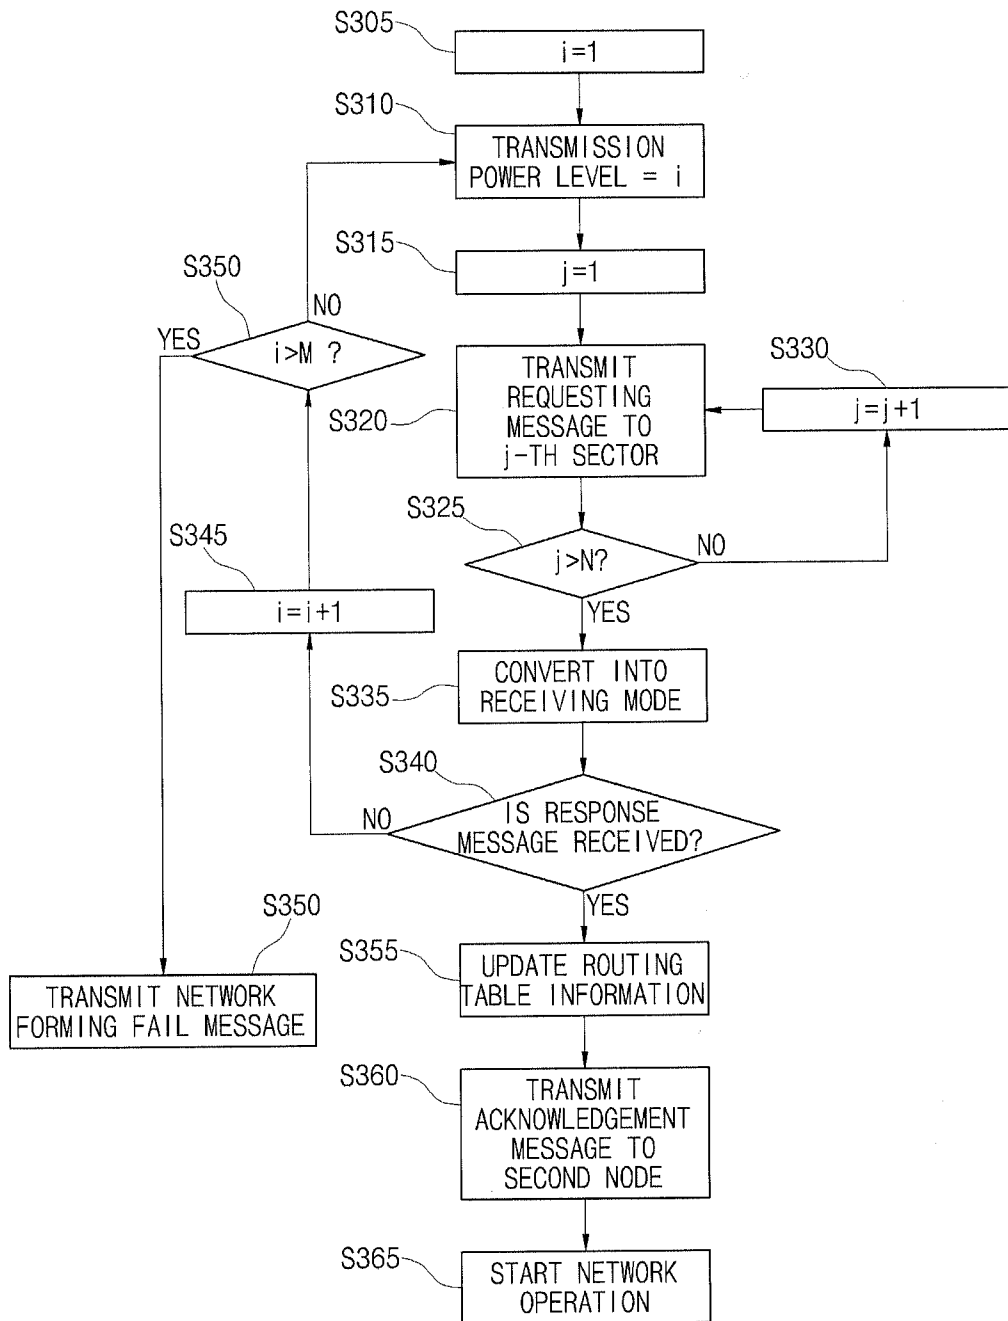 S305
i=1
S310
TRANSMISSION
POWER LEVEL = i
S315
j=1
S350
NO
YES
i>M ?
S330
TRANSMIT
REQUESTING
MESSAGE TO
j-TH SECTOR
S320
j=j+1
S325
S345
j>N?
NO
i=i+1
YES
CONVERT INTO
RECEIVING MODE
S335
S340
IS RESPONSE
MESSAGE RECEIVED?
NO
YES
S350
TRANSMIT NETWORK
FORMING FAIL MESSAGE
S355
UPDATE ROUTING
TABLE INFORMATION
S360
TRANSMIT
ACKNOWLEDGEMENT
MESSAGE TO
SECOND NODE
S365
START NETWORK
OPERATION